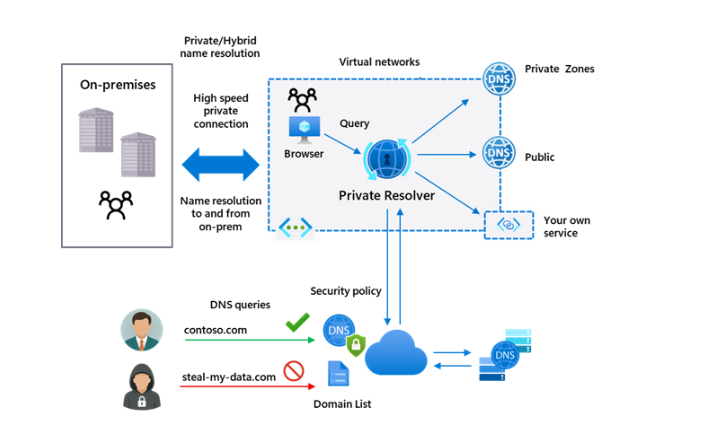 Private/Hybrid
name resolution
On-premises
High speed
private
connection
Name resolution
to and from
on-prem
Virtual networks
Browser
Query
Private Resolver
DNS
Private Zones
DNS
Public
Your own
service
Security policy
DNS queries
contoso.com
DNS
steal-my-data.com
Domain List
DNS